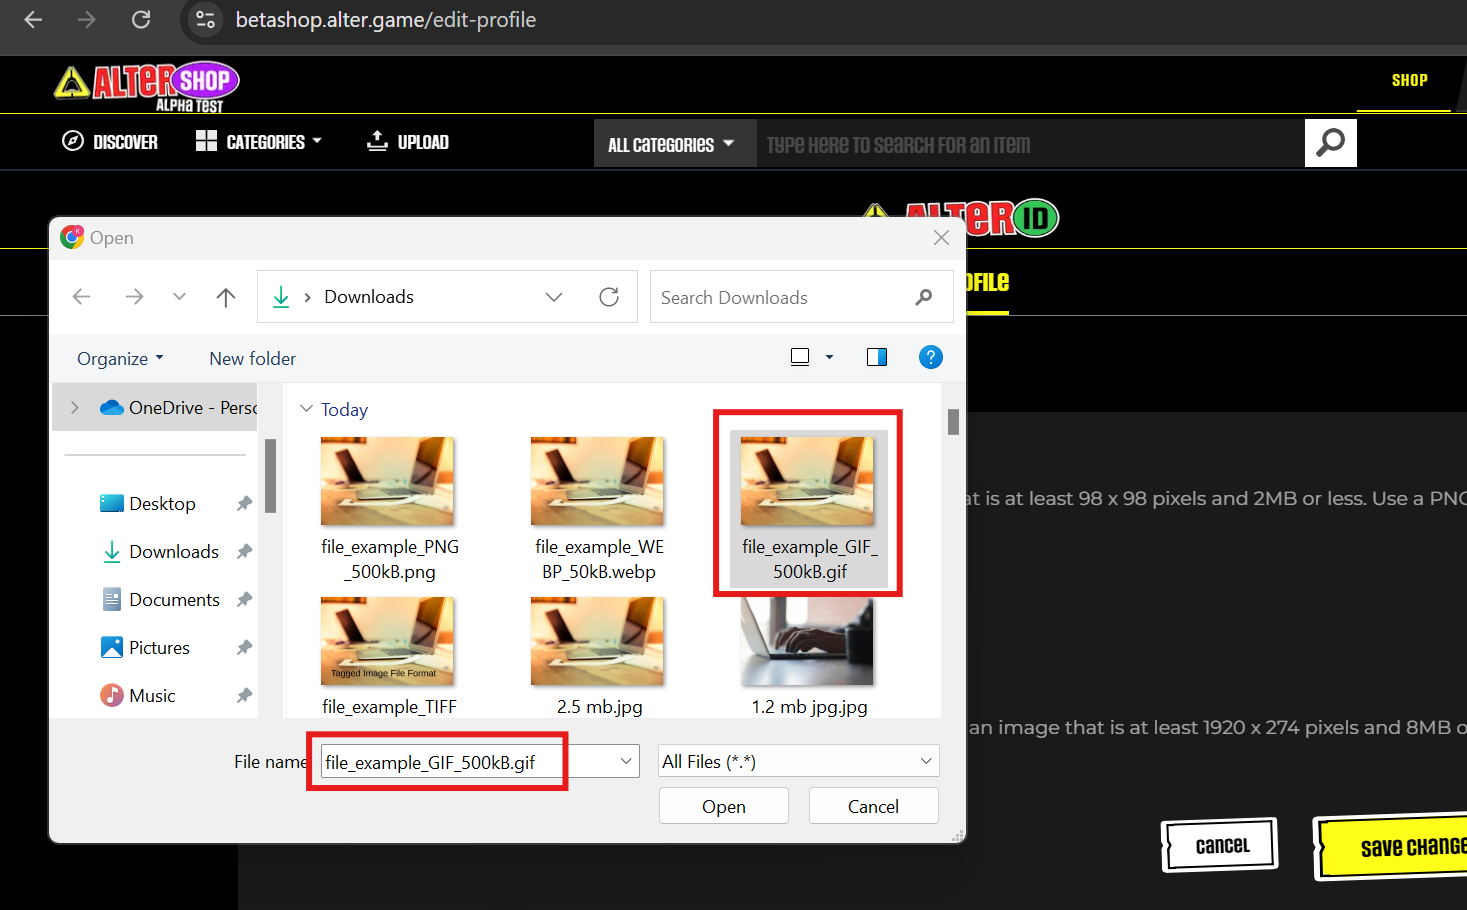 betashop.alter.game/edit-profile
ALTER SHOP
ALPHA TEST
SHOP
DISCOVER
CATEGORIES
UPLOAD
ALL CATEGORIES
TYPE HERE TO SEARCH FOR AN ITEM
ALTER ID
Open
Downloads
Search Downloads
OFILE
Organize
New folder
?
OneDrive - Perso
Today
Desktop
Downloads
Documents
Pictures
Music
file_example_PNG
_500kB.png
file_example_WE
BP_50kB.webp
file_example_GIF_
500kB.gif
at is at least 98 x 98 pixels and 2MB or less. Use a PNG
Tagged Image File Format
file_example_TIFF
2.5 mb.jpg
1.2 mb jpg.jpg
an image that is at least 1920 x 274 pixels and 8MB o
File name
file_example_GIF_500kB.gif
All Files (*.*)
Open
Cancel
CANCEL
SAVE CHANGE